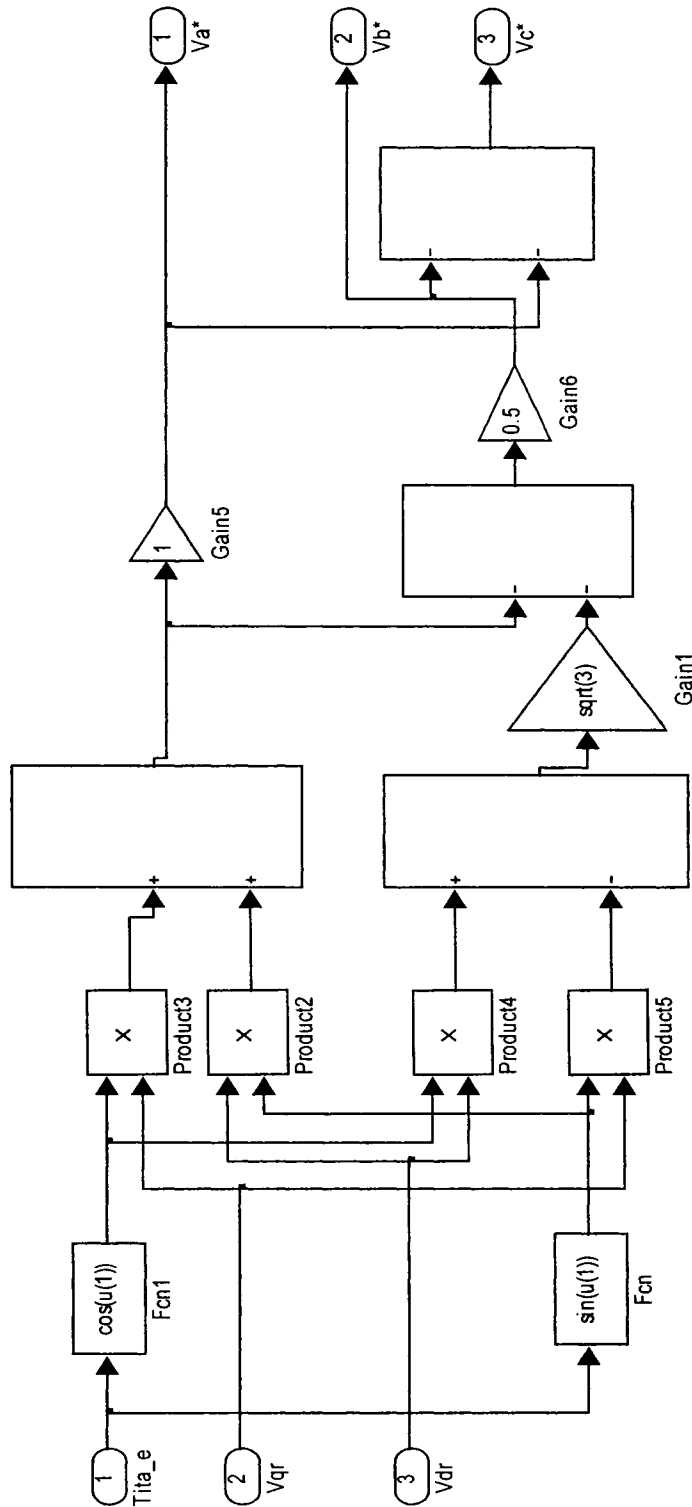 1
Tita_e
2
Vqr
3
Vdr
cos(u(1))
Fcn1
sin(u(1))
Fcn
X
Product3
X
Product2
X
Product4
X
Product5
+
+
+
-
sqrt(3)
Gain1
1
Gain5
-
-
0.5
Gain6
-
-
1
Va*
2
Vb*
3
Vc*